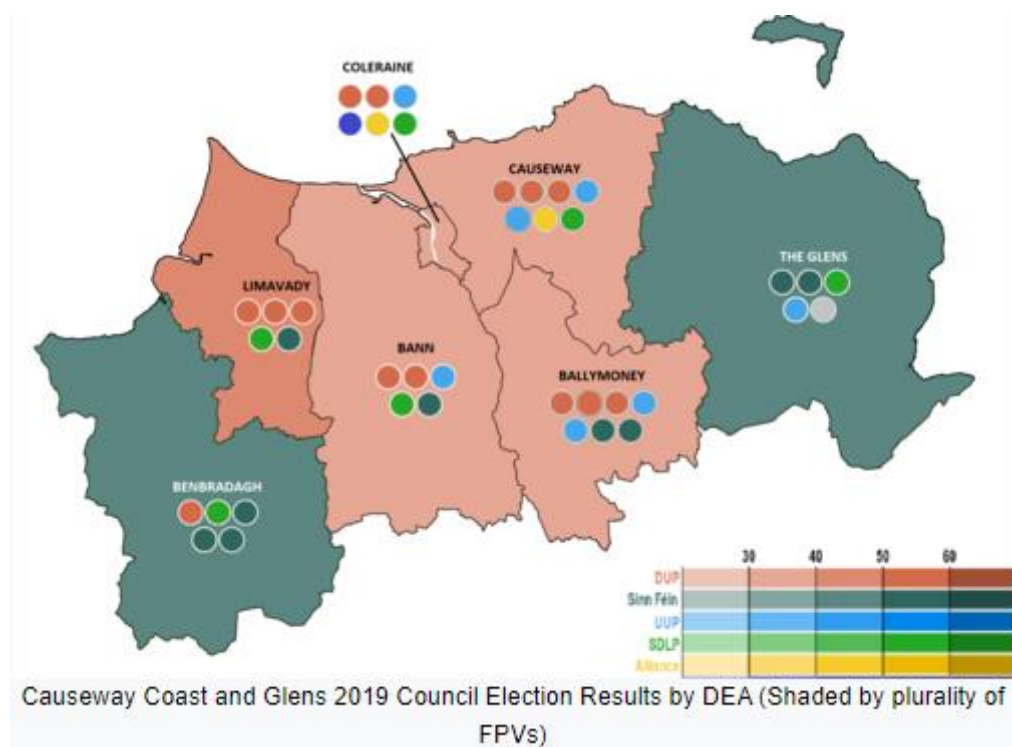 COLERAINE
CAUSEWAY
THE GLENS
LIMAVADY
BANN
BALLYMONEY
BENBRADAGH
30 40 50 60
DUP
Sinn Féin
UUP
SDLP
Alliance
Causeway Coast and Glens 2019 Council Election Results by DEA (Shaded by plurality of
FPVs)